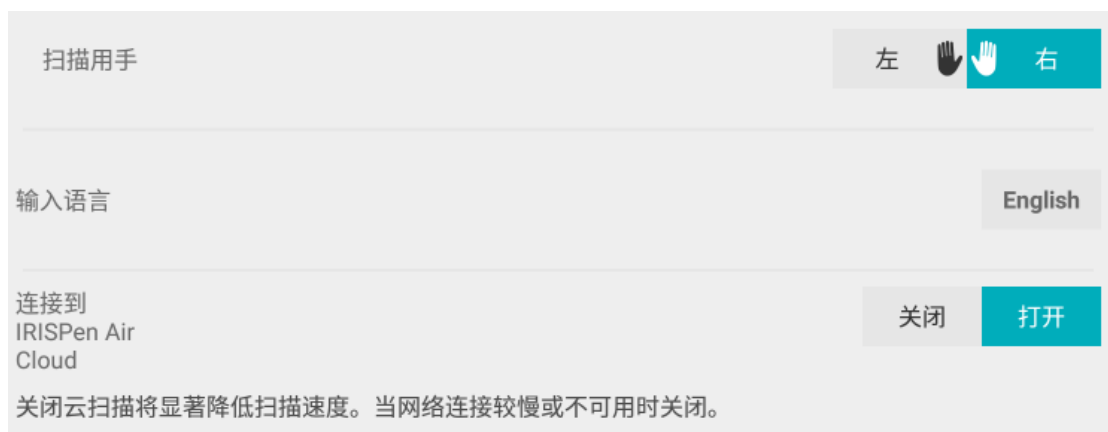 扫描用手
左 右
输入语言
English
连接到
IRISPen Air
Cloud
关闭 打开
关闭云扫描将显著降低扫描速度。当网络连接较慢或不可用时关闭。